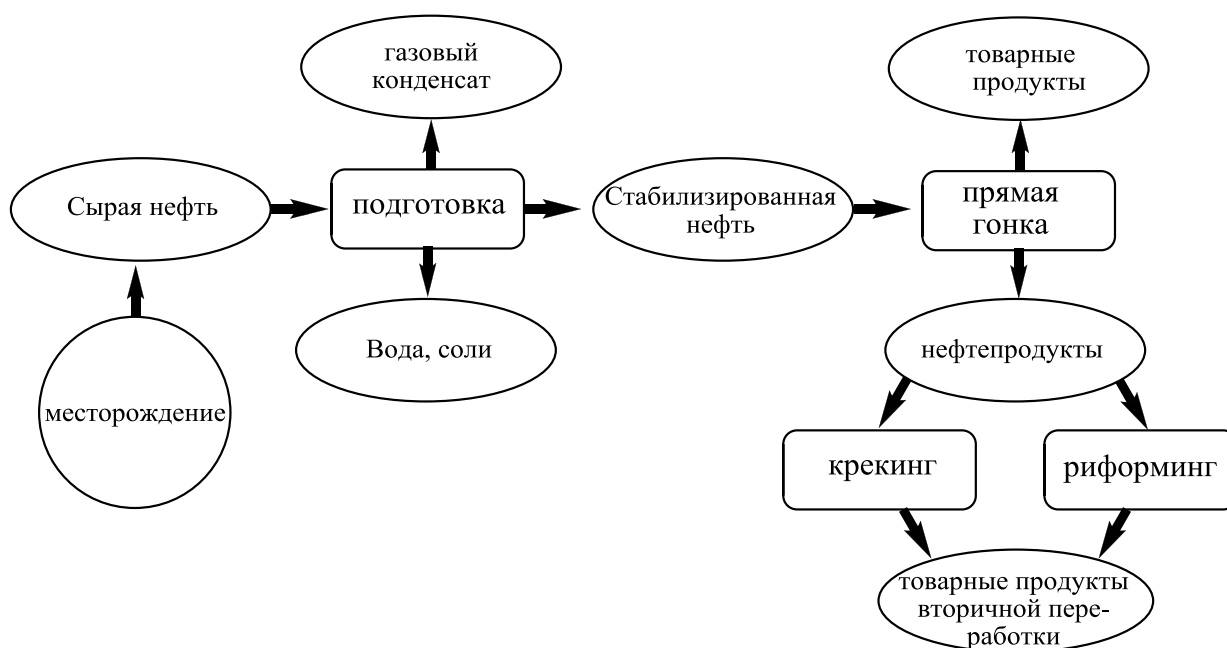 газовый
конденсат
товарные
продукты
Сырая нефть
подготовка
Стабилизированная
нефть
прямая
гонка
Вода, соли
нефтепродукты
месторождение
крекинг
риформинг
товарные продукты
вторичной пере-
работки